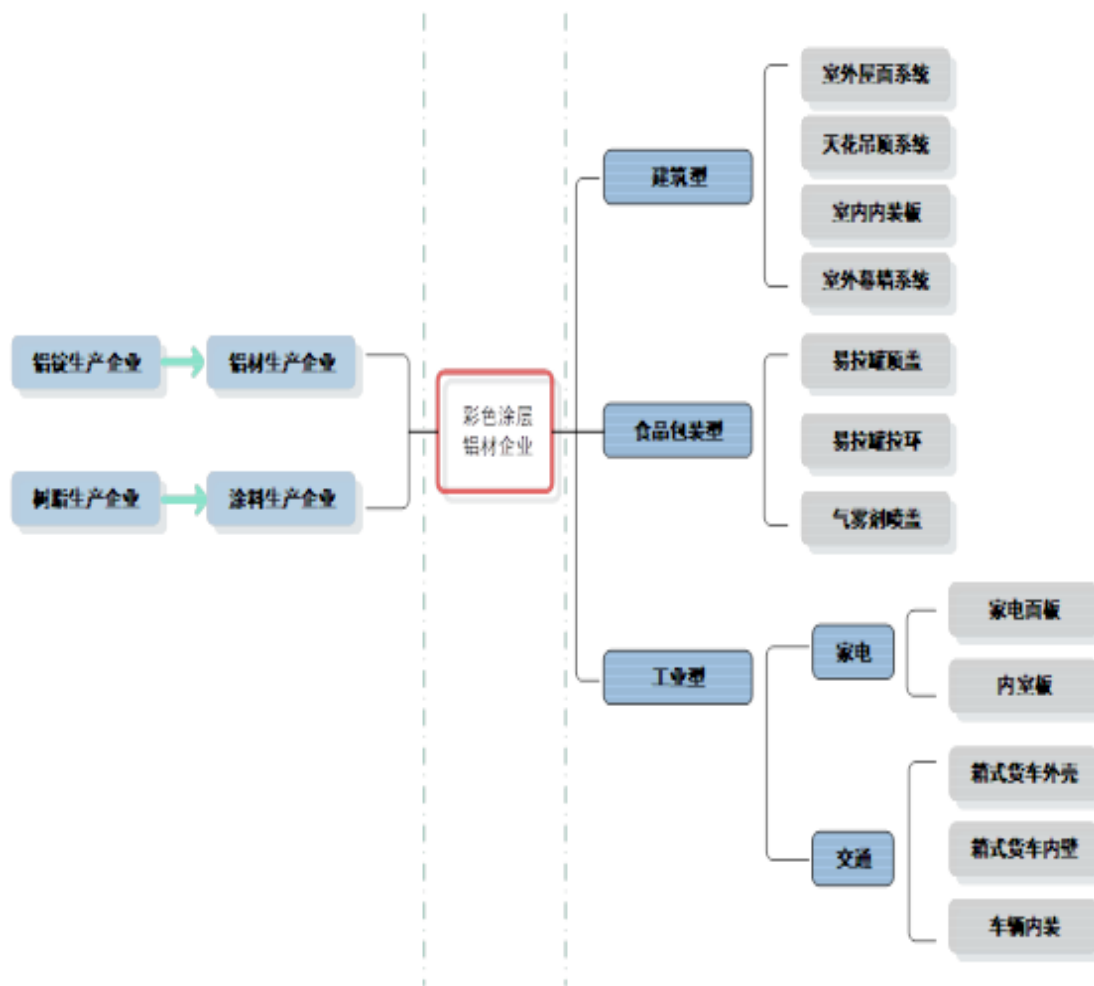 铝锭生产企业
铝材生产企业
树脂生产企业
涂料生产企业
彩色涂层
铝材企业
建筑型
室外屋面系统
天花吊顶系统
室内内装板
室外幕墙系统
食品包装型
易拉罐顶盖
易拉罐拉环
气雾剂喷盖
工业型
家电
家电面板
内室板
交通
箱式货车外壳
箱式货车内壁
车辆内装